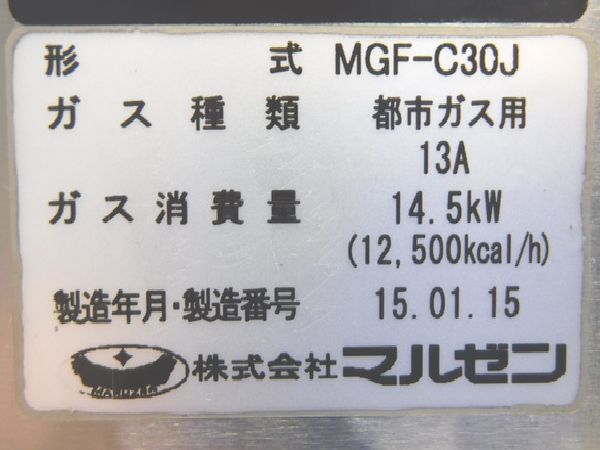 形式 MGF-C30J
ガス種類 都市ガス用
13A
ガス消費量 14.5kW
(12,500kcal/h)
製造年月・製造番号 15.01.15
MARUZEN 株式会社 マルゼン